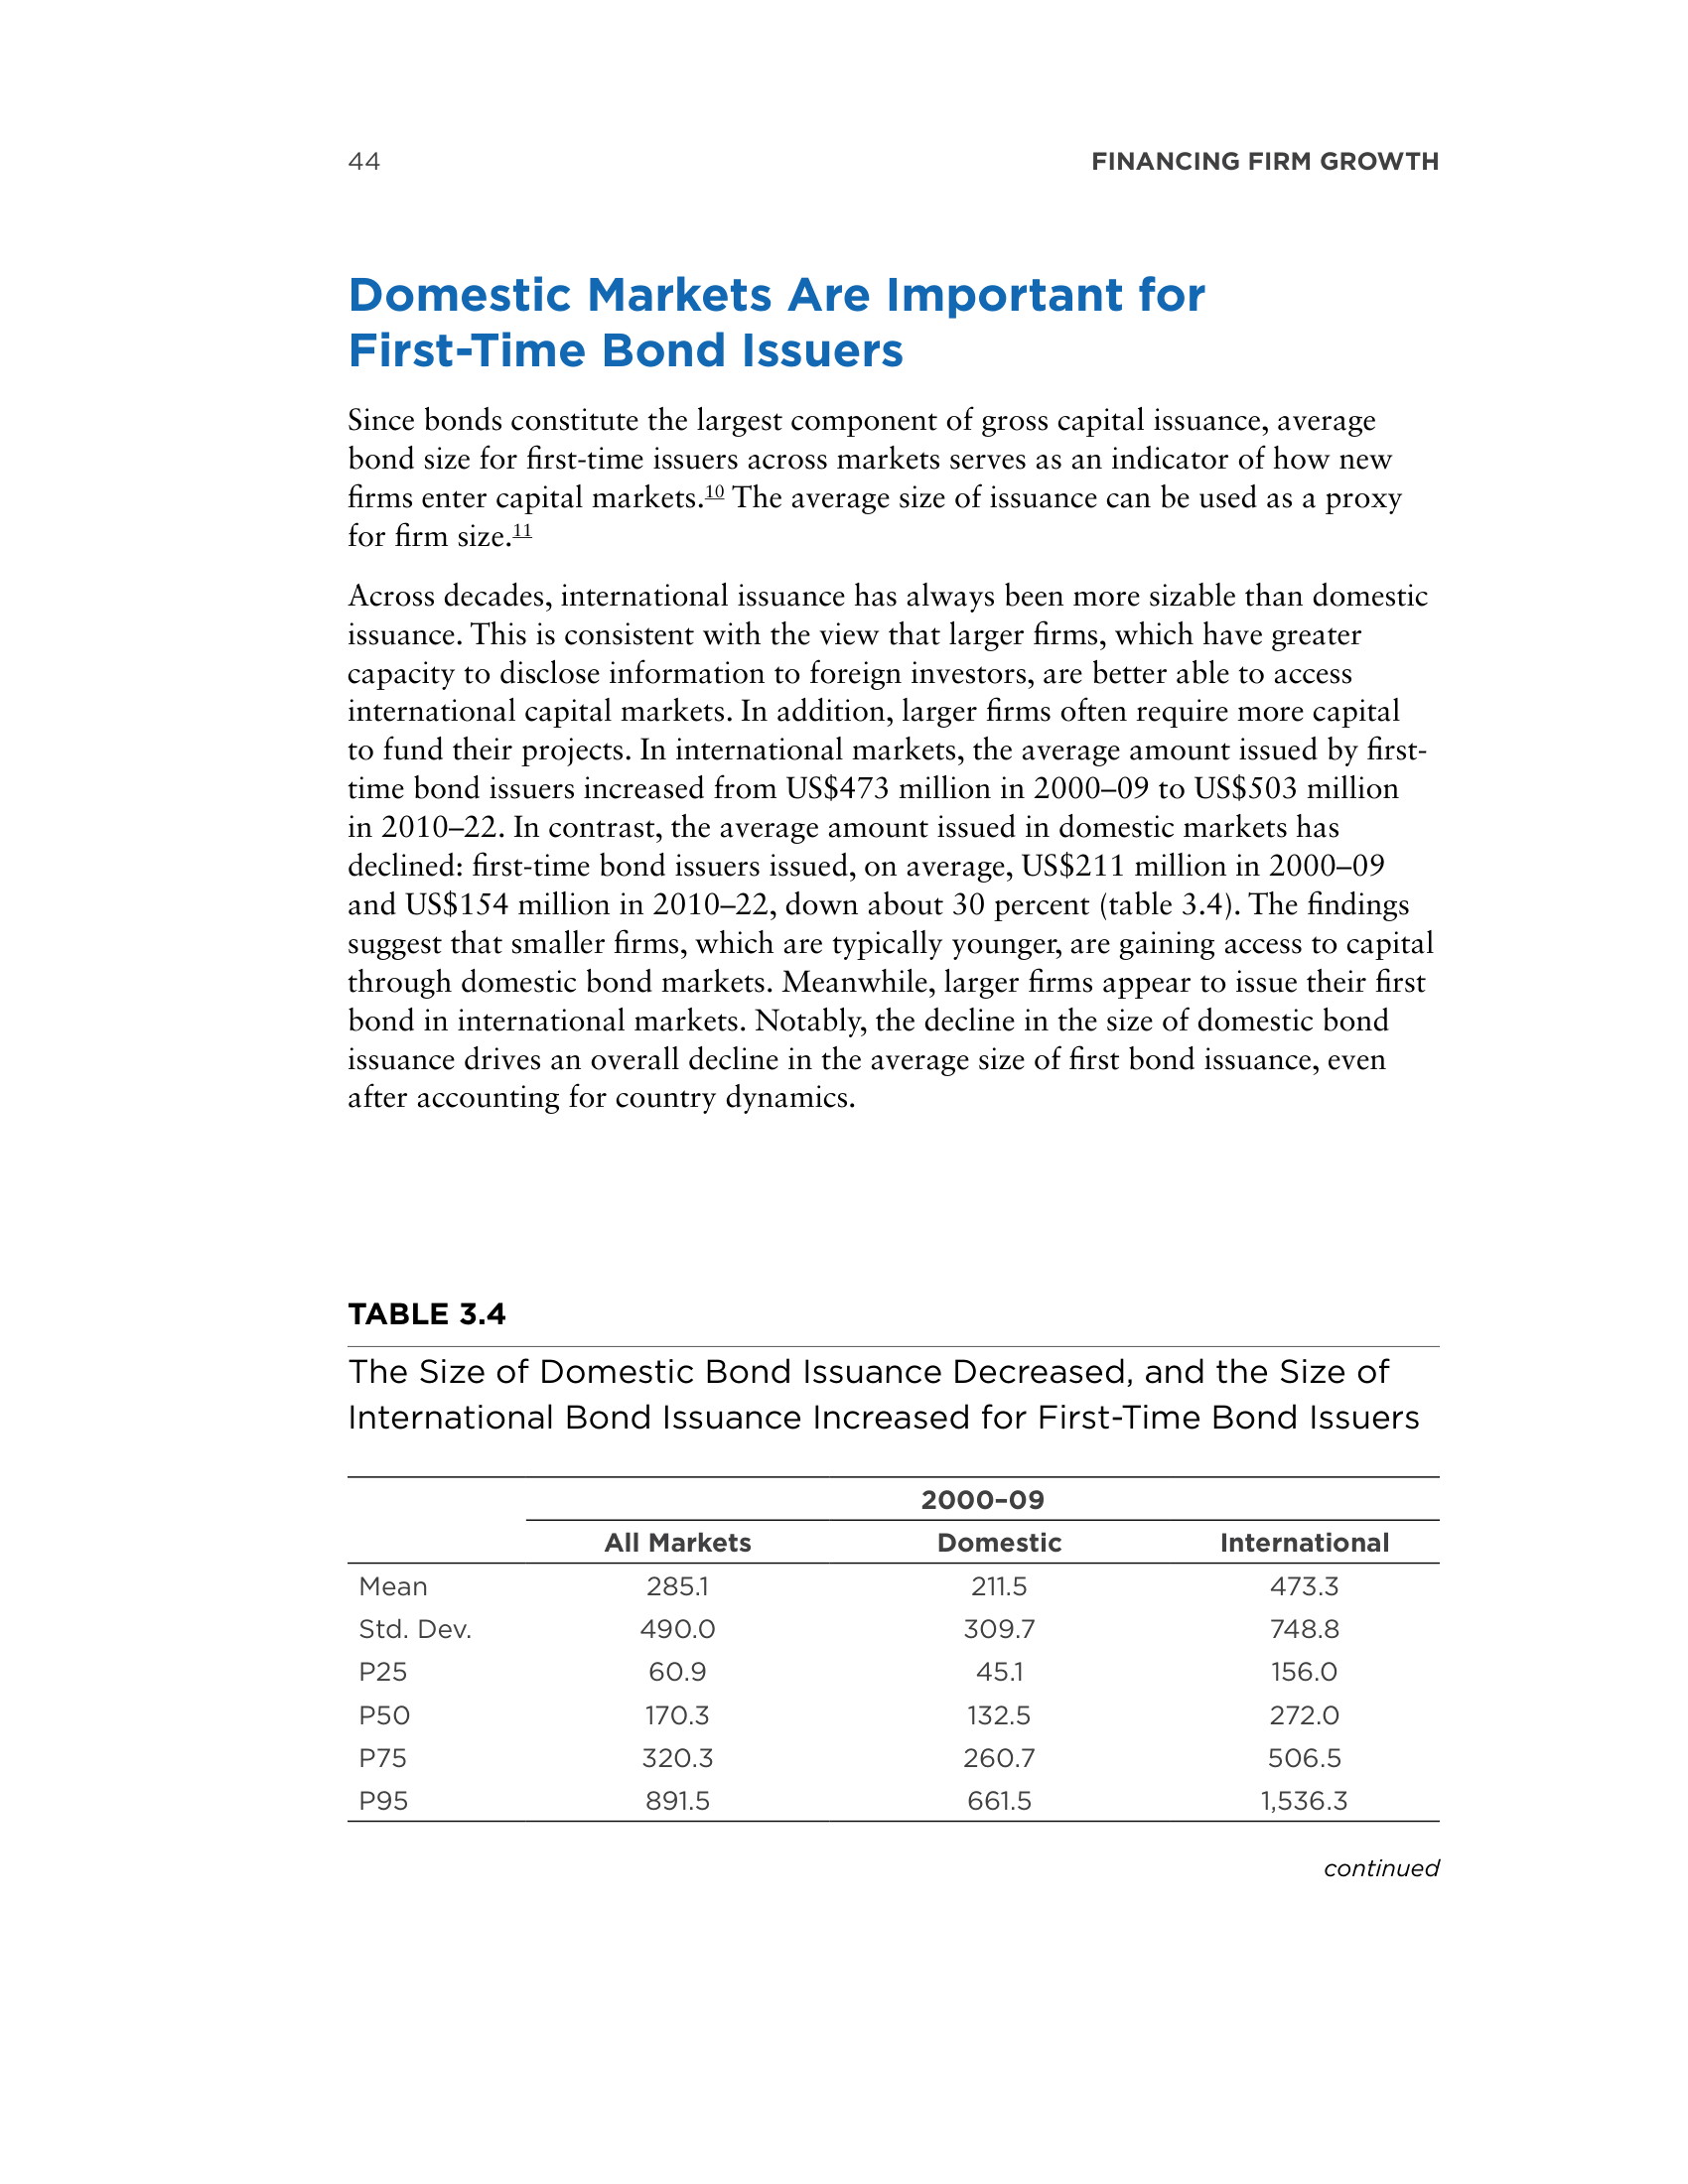 44
FINANCING FIRM GROWTH
Domestic Markets Are Important for
First-Time Bond Issuers
Since bonds constitute the largest component of gross capital issuance, average
bond size for first-time issuers across markets serves as an indicator of how new
firms enter capital markets.10 The average size of issuance can be used as a proxy
for firm size.11
Across decades, international issuance has always been more sizable than domestic
issuance. This is consistent with the view that larger firms, which have greater
capacity to disclose information to foreign investors, are better able to access
international capital markets. In addition, larger firms often require more capital
to fund their projects. In international markets, the average amount issued by first-
time bond issuers increased from US$473 million in 2000–09 to US$503 million
in 2010–22. In contrast, the average amount issued in domestic markets has
declined: first-time bond issuers issued, on average, US$211 million in 2000–09
and US$154 million in 2010–22, down about 30 percent (table 3.4). The findings
suggest that smaller firms, which are typically younger, are gaining access to capital
through domestic bond markets. Meanwhile, larger firms appear to issue their first
bond in international markets. Notably, the decline in the size of domestic bond
issuance drives an overall decline in the average size of first bond issuance, even
after accounting for country dynamics.
TABLE 3.4
The Size of Domestic Bond Issuance Decreased, and the Size of
International Bond Issuance Increased for First-Time Bond Issuers
2000–09
All Markets Domestic International
Mean 285.1 211.5 473.3
Std. Dev. 490.0 309.7 748.8
P25 60.9 45.1 156.0
P50 170.3 132.5 272.0
P75 320.3 260.7 506.5
P95 891.5 661.5 1,536.3
continued